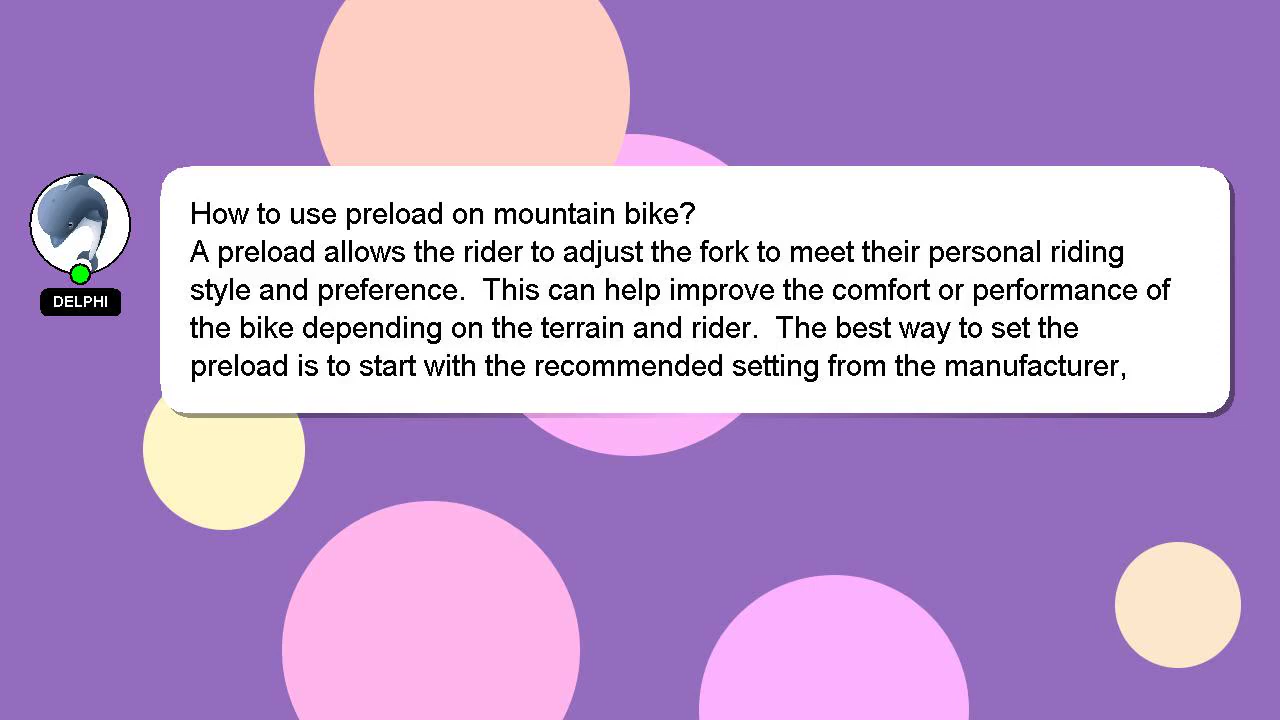 How to use preload on mountain bike?
A preload allows the rider to adjust the fork to meet their personal riding
style and preference.  This can help improve the comfort or performance of
the bike depending on the terrain and rider.  The best way to set the
preload is to start with the recommended setting from the manufacturer,
DELPHI